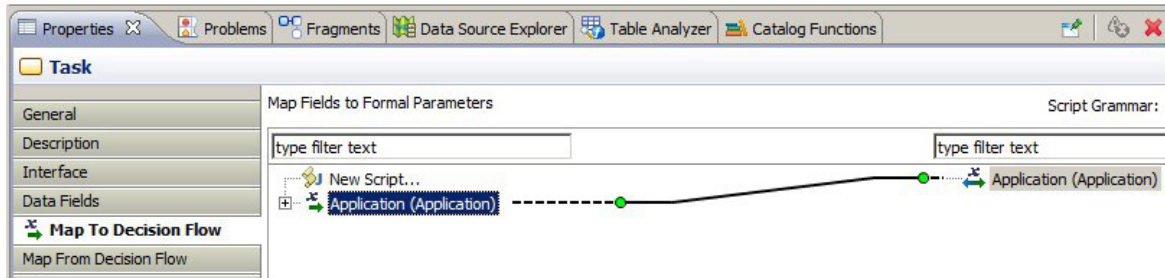 Properties Problems Fragments Data Source Explorer Table Analyzer Catalog Functions
Task
General
Description
Interface
Data Fields
Map To Decision Flow
Map From Decision Flow
Map Fields to Formal Parameters
Script Grammar:
type filter text
type filter text
New Script...
Application (Application)
Application (Application)